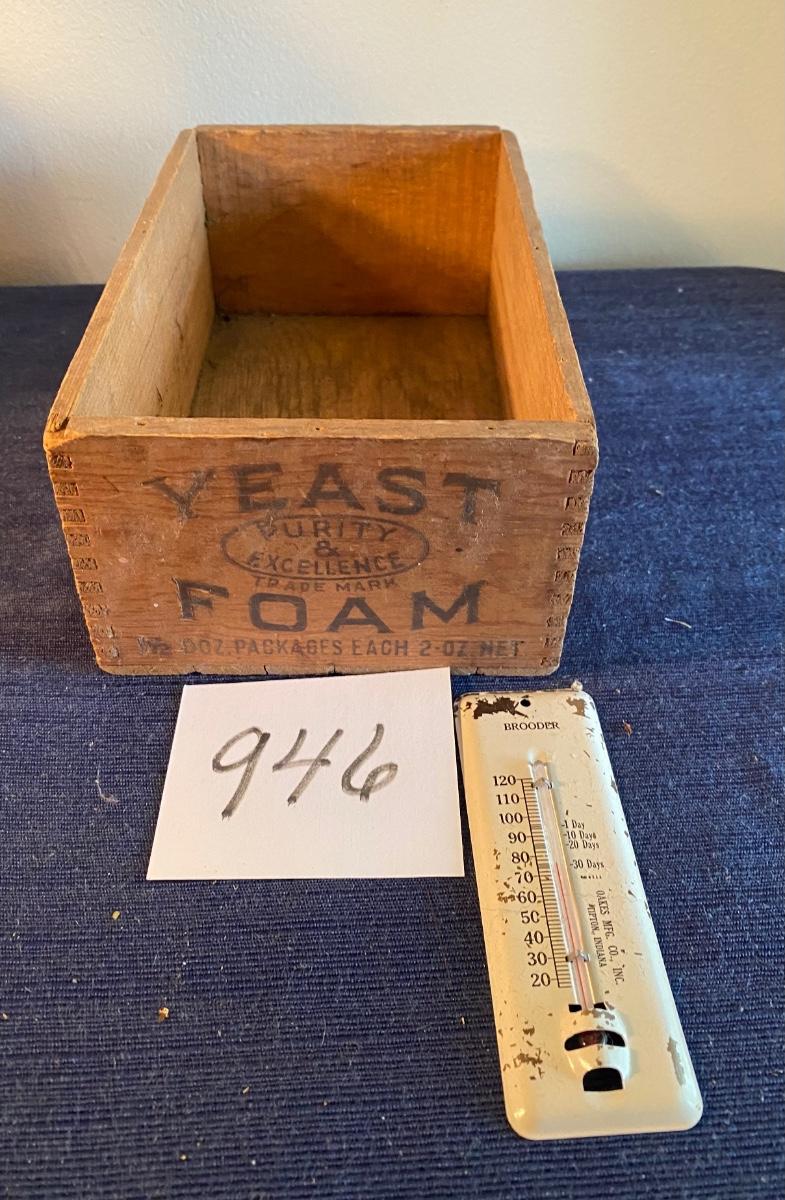 YEAST
PURITY
&
EXCELLENCE
TRADE MARK
FOAM
DOZ. PACKAGES EACH 2-OZ. NET
946
BROODER
120
110
100
90
80
70
60
50
40
30
20
1 Day
10 Days
20 Days
30 Days
OAKES MFG. CO., INC.
TIPTON, INDIANA